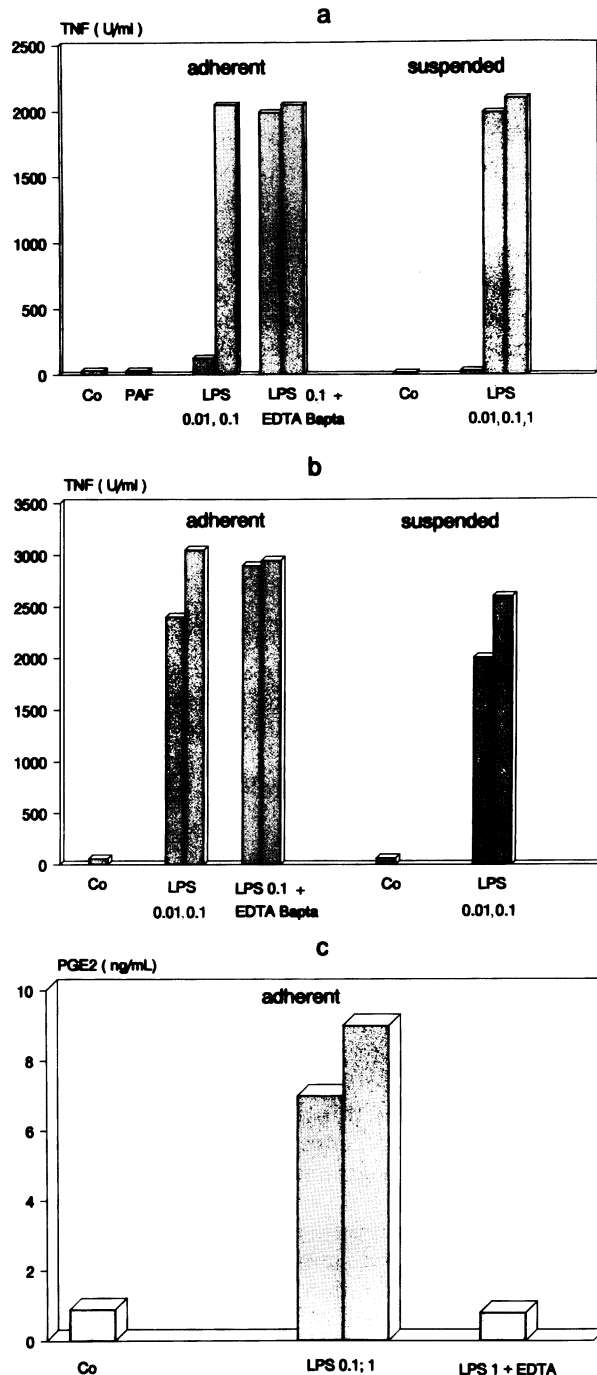 a
TNF ( U/ml )
2500
2000
1500
1000
500
0
adherent
suspended
Co
PAF
LPS
0.01, 0.1
LPS 0.1 +
EDTA Bapta
Co
LPS
0.01, 0.1, 1
b
TNF ( U/ml )
3500
3000
2500
2000
1500
1000
500
0
adherent
suspended
Co
LPS
0.01, 0.1
LPS 0.1 +
EDTA Bapta
Co
LPS
0.01, 0.1
c
PGE2 ( ng/mL)
10
8
6
4
2
0
adherent
Co
LPS 0.1; 1
LPS 1 + EDTA